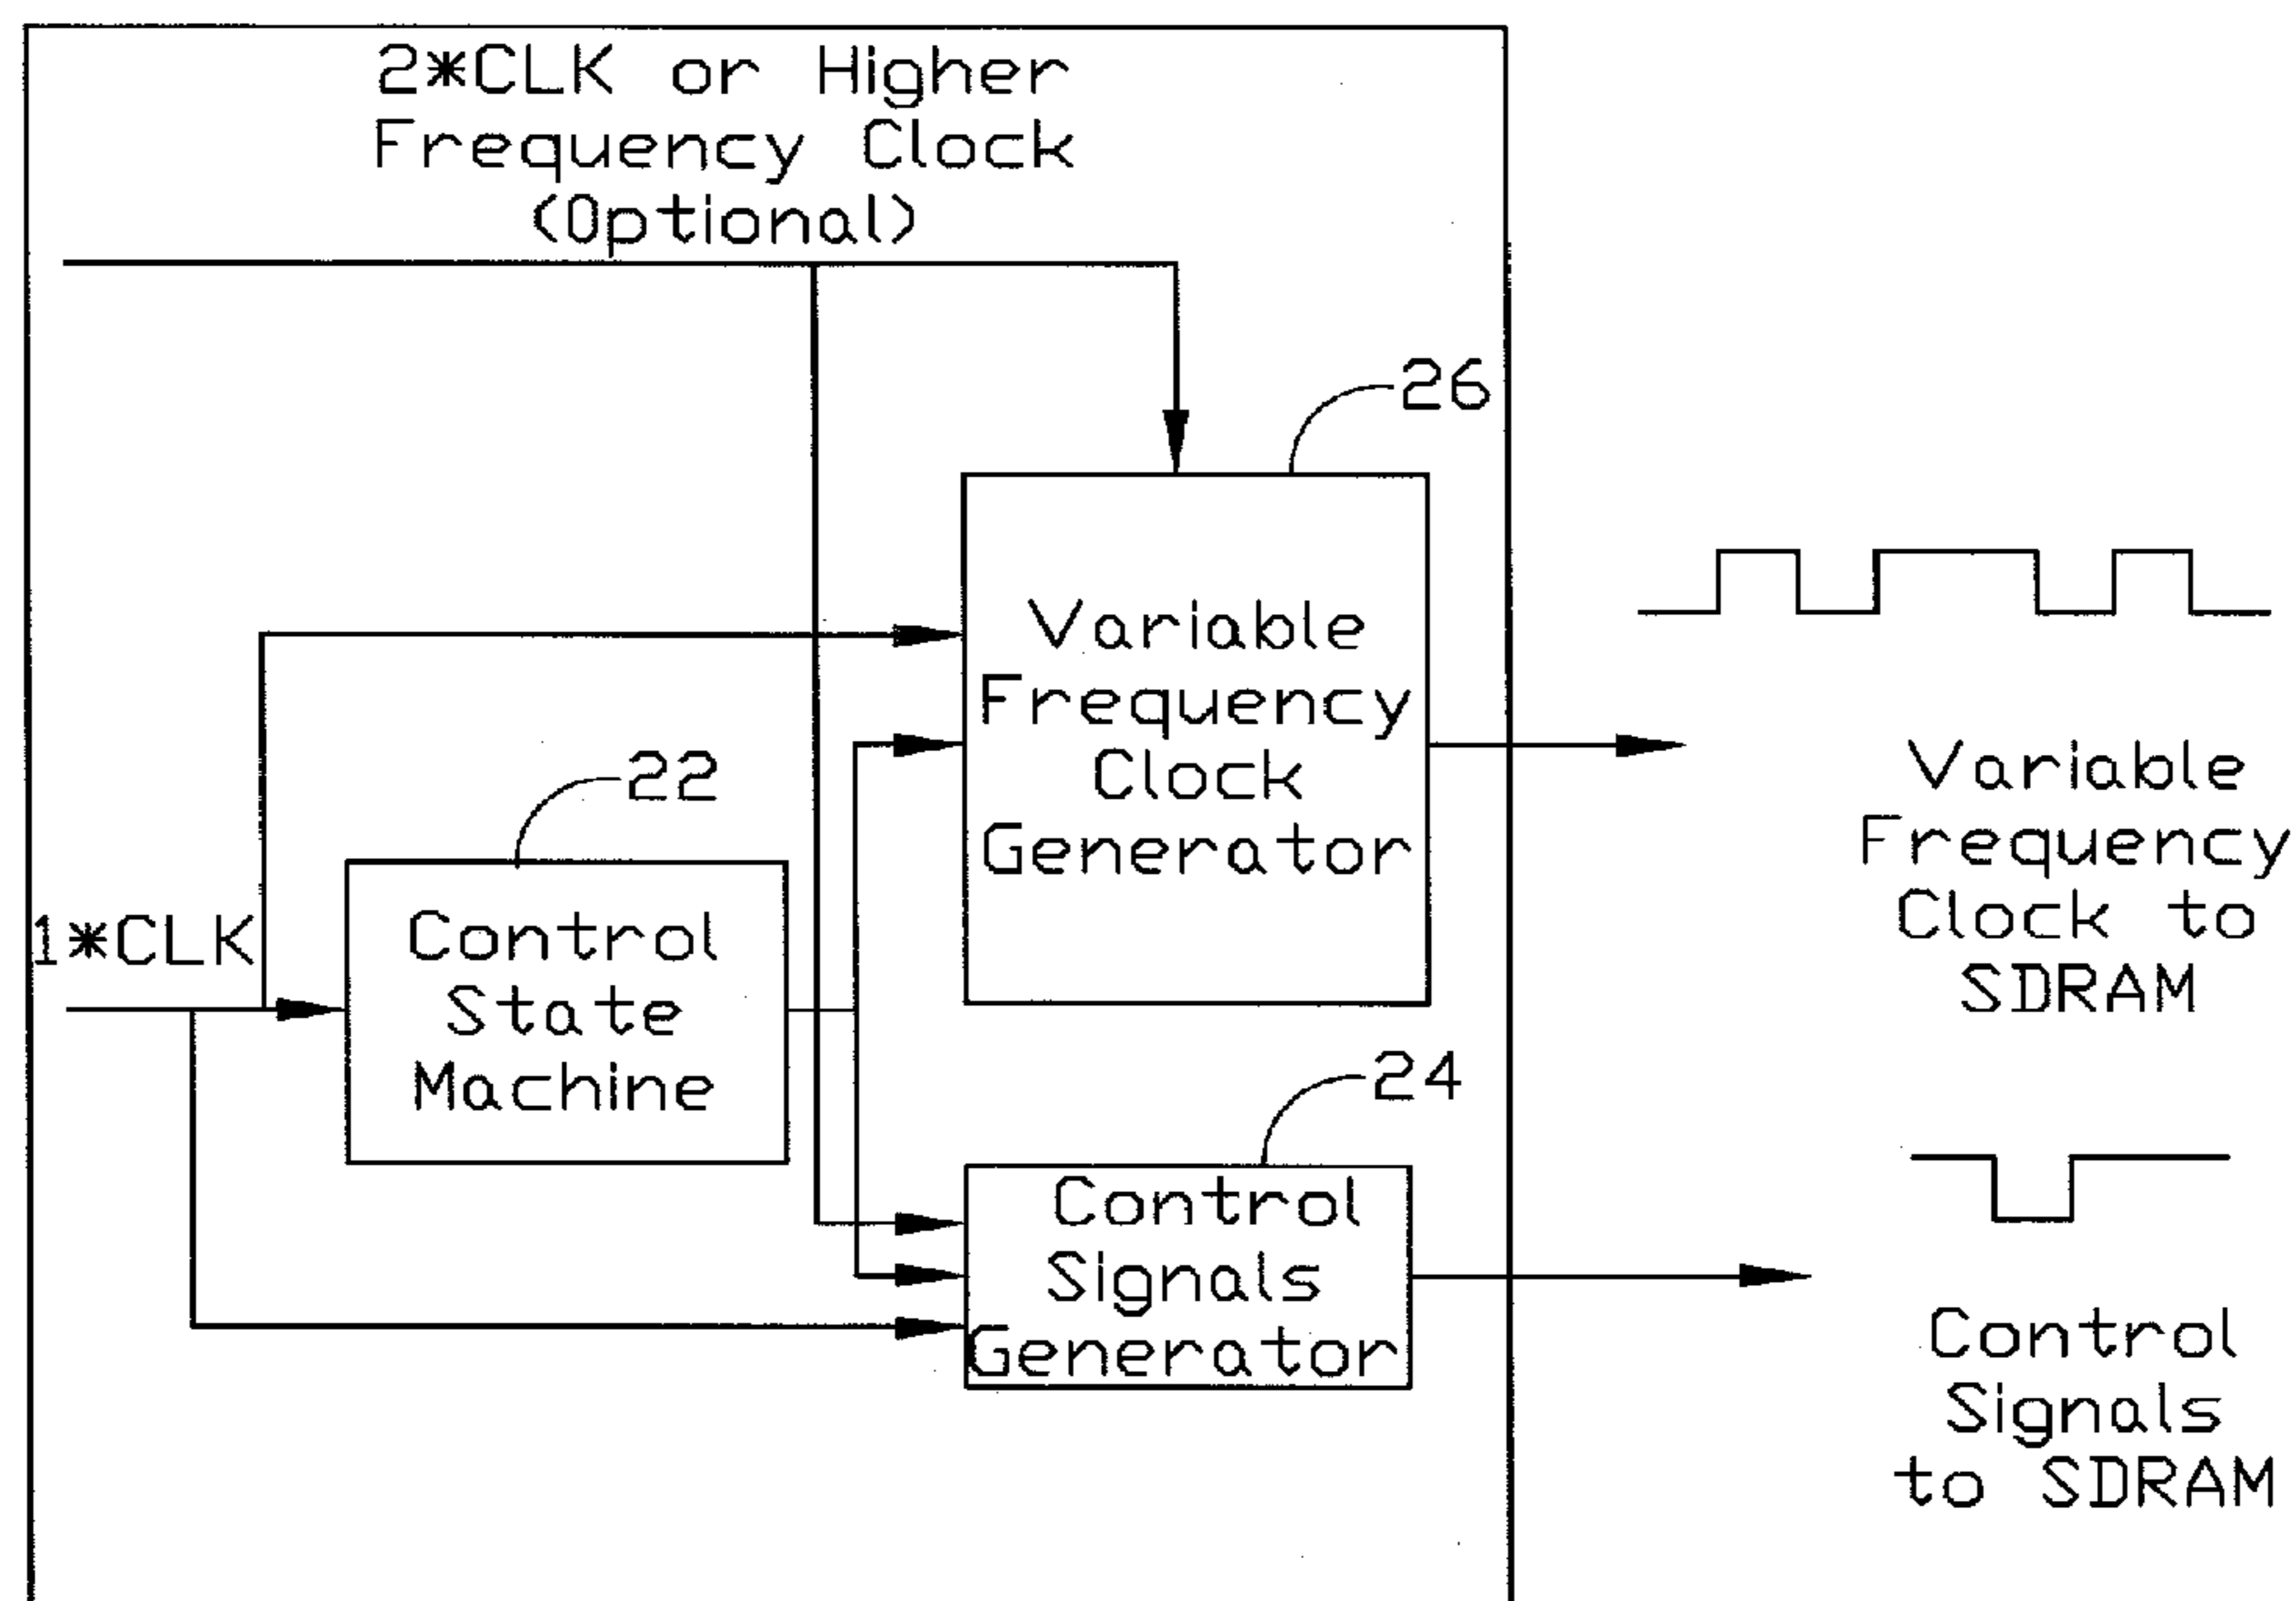 2*CLK or Higher
Frequency Clock
(Optional)
26
Variable
Frequency
Clock
Generator
22
1*CLK
Control
State
Machine
Variable
Frequency
Clock to
SDRAM
24
Control
Signals
Generator
Control
Signals
to SDRAM